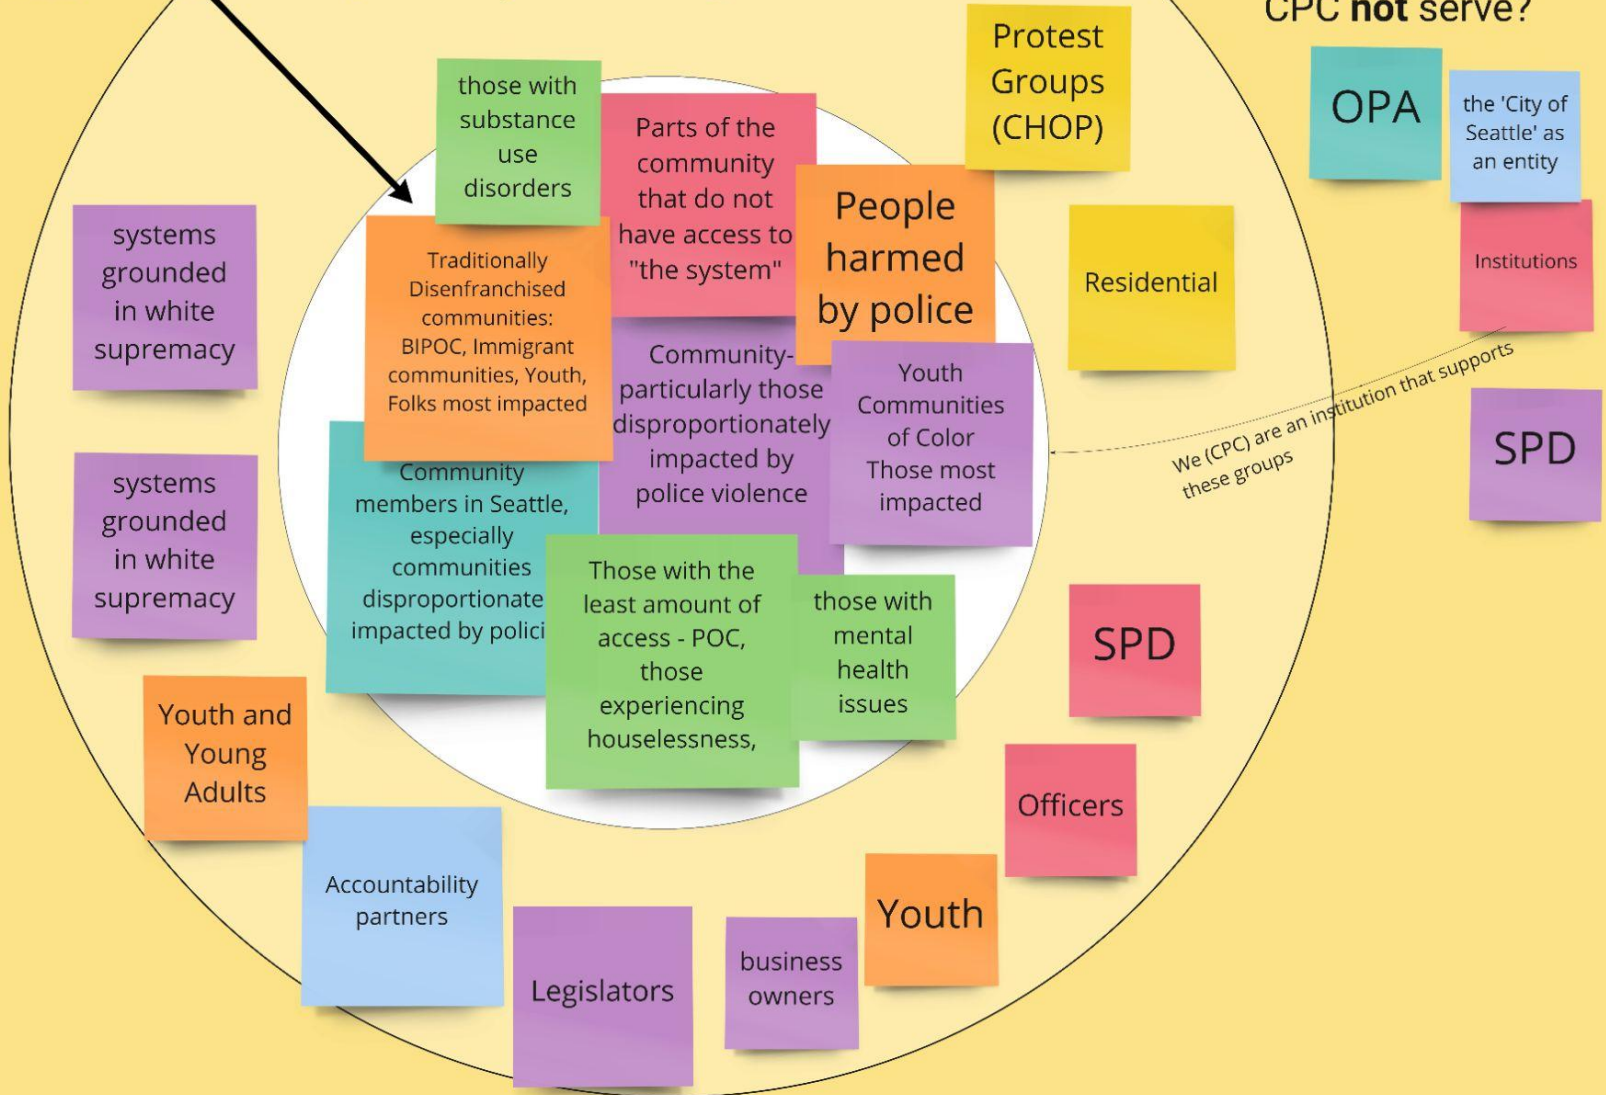 CPC not serve?
Protest
Groups
(CHOP)
OPA
the 'City of
Seattle' as
an entity
Institutions
those with
substance
use
disorders
Parts of the
community
that do not
have access to
"the system"
People
harmed
by police
Residential
systems
grounded
in white
supremacy
Traditionally
Disenfranchised
communities:
BIPOC, Immigrant
communities, Youth,
Folks most impacted
Community-
particularly those
disproportionately
impacted by
police violence
Youth
Communities
of Color
Those most
impacted
We (CPC) are an institution that supports
these groups
SPD
systems
grounded
in white
supremacy
Community
members in Seattle,
especially
communities
disproportionate
impacted by polici
Those with the
least amount of
access - POC,
those
experiencing
houselessness,
those with
mental
health
issues
SPD
Youth and
Young
Adults
Officers
Accountability
partners
Legislators
business
owners
Youth